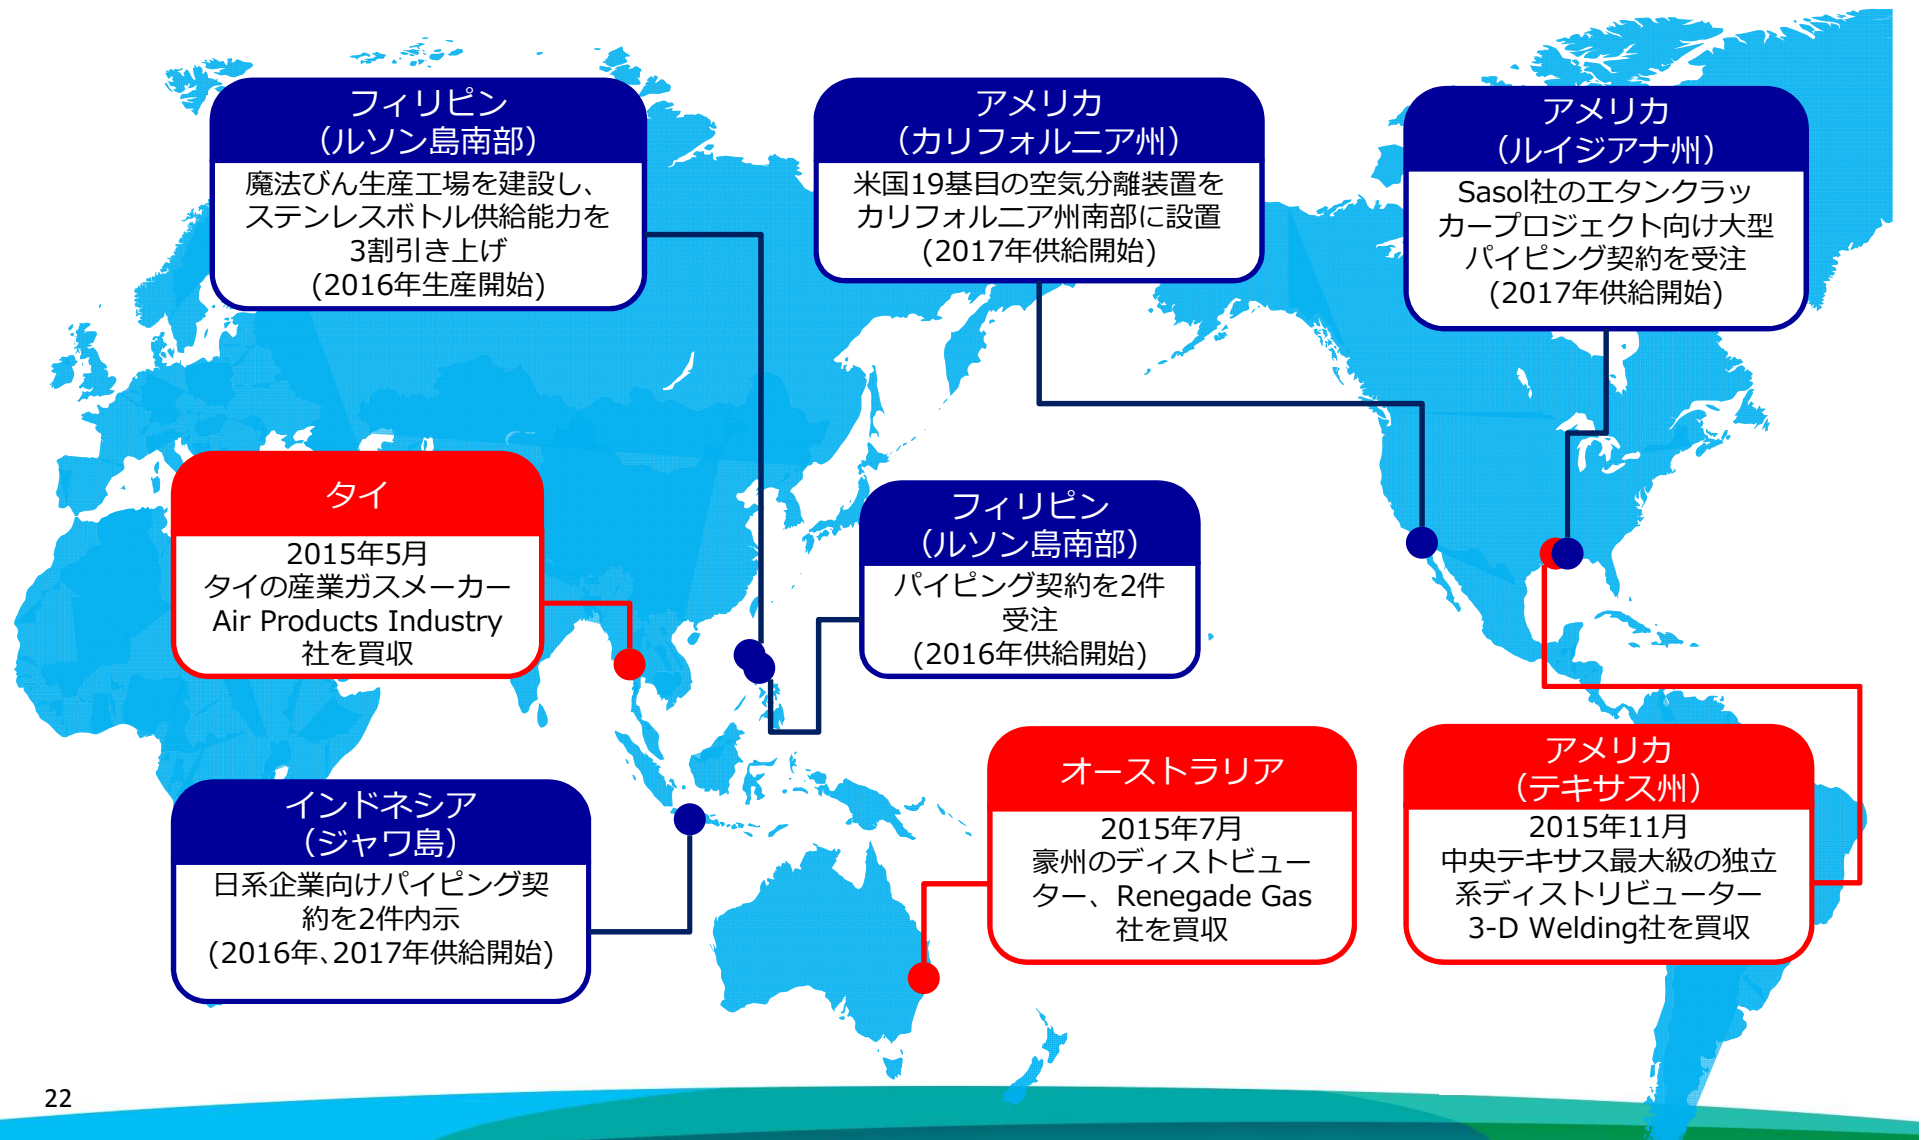 フィリピン
（ルソン島南部）
魔法びん生産工場を建設し、
ステンレスボトル供給能力を
3割引き上げ
(2016年生産開始)
アメリカ
（カリフォルニア州）
米国19基目の空気分離装置を
カリフォルニア州南部に設置
(2017年供給開始)
アメリカ
（ルイジアナ州）
Sasol社のエタンクラッ
カープロジェクト向け大型
パイピング契約を受注
(2017年供給開始)
タイ
2015年5月
タイの産業ガスメーカー
Air Products Industry
社を買収
フィリピン
（ルソン島南部）
パイピング契約を2件
受注
(2016年供給開始)
インドネシア
（ジャワ島）
日系企業向けパイピング契
約を2件内示
(2016年、2017年供給開始)
オーストラリア
2015年7月
豪州のディストビュー
ター、Renegade Gas
社を買収
アメリカ
（テキサス州）
2015年11月
中央テキサス最大級の独立
系ディストリビューター
3-D Welding社を買収
22